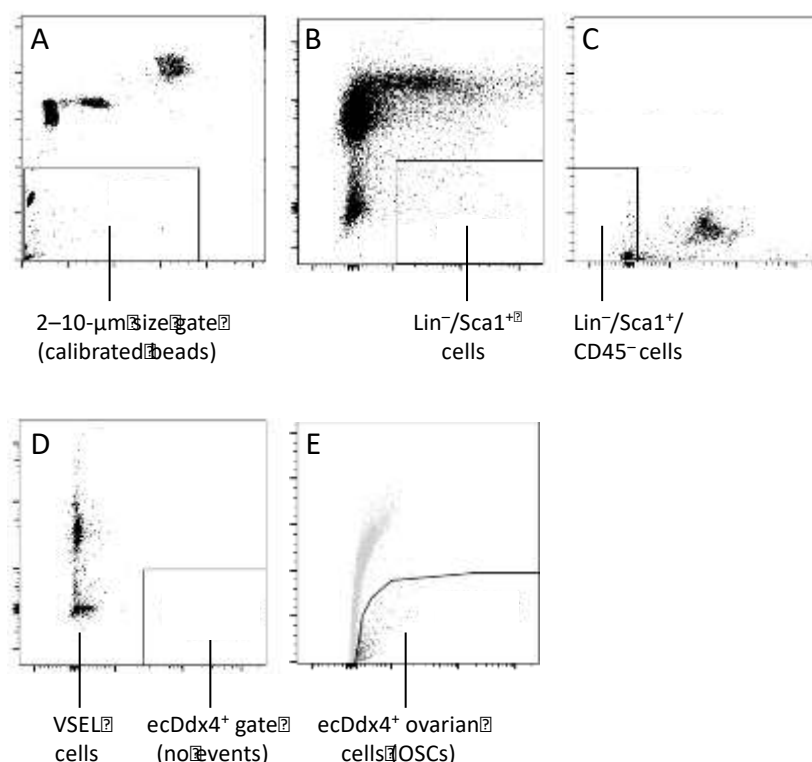 A
B
C
2–10-µm size gate
(calibrated beads)
Lin⁻/Sca1⁺
cells
Lin⁻/Sca1⁺/
CD45⁻ cells
D
E
VSEL
cells
ecDdx4⁺ gate
(no events)
ecDdx4⁺ ovarian
cells (OSCs)